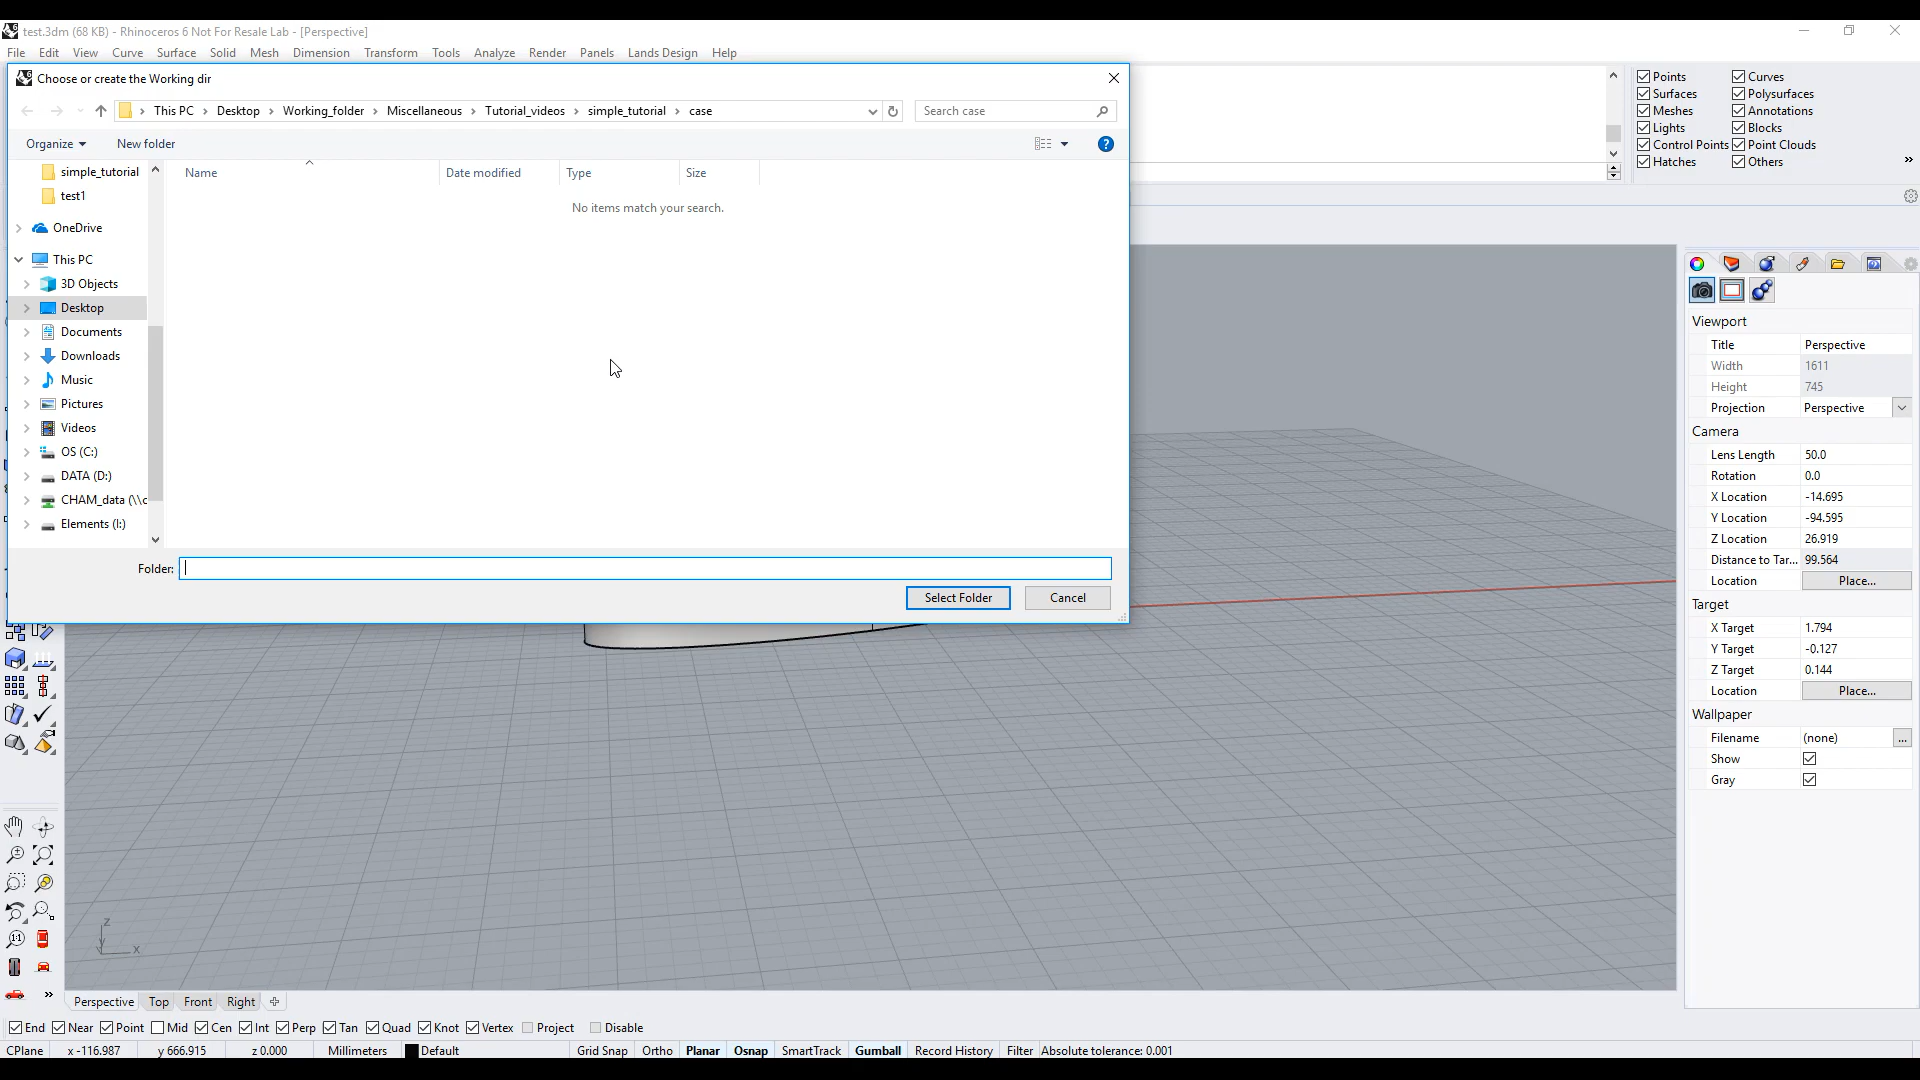 test.3dm (68 KB) - Rhinoceros 6 Not For Resale Lab - [Perspective]
File Edit View Curve Surface Solid Mesh Dimension Transform Tools Analyze Render Panels Lands Design Help
Choose or create the Working dir
This PC > Desktop > Working_folder > Miscellaneous > Tutorial_videos > simple_tutorial > case
Search case
Organize New folder
simple_tutorial
test1
OneDrive
This PC
3D Objects
Desktop
Documents
Downloads
Music
Pictures
Videos
OS (C:)
DATA (D:)
CHAM_data (\\c
Elements (I:)
Name Date modified Type Size
No items match your search.
Folder:
Select Folder Cancel
Points Curves
Surfaces Polysurfaces
Meshes Annotations
Lights Blocks
Control Points Point Clouds
Hatches Others
Viewport
Title Perspective
Width 1611
Height 745
Projection Perspective
Camera
Lens Length 50.0
Rotation 0.0
X Location -14.695
Y Location -94.595
Z Location 26.919
Distance to Tar... 99.564
Location Place...
Target
X Target 1.794
Y Target -0.127
Z Target 0.144
Location Place...
Wallpaper
Filename (none) ...
Show
Gray
z
y
x
Perspective Top Front Right
End Near Point Mid Cen Int Perp Tan Quad Knot Vertex Project Disable
CPlane x -116.987 y 666.915 z 0.000 Millimeters Default Grid Snap Ortho Planar Osnap SmartTrack Gumball Record History Filter Absolute tolerance: 0.001